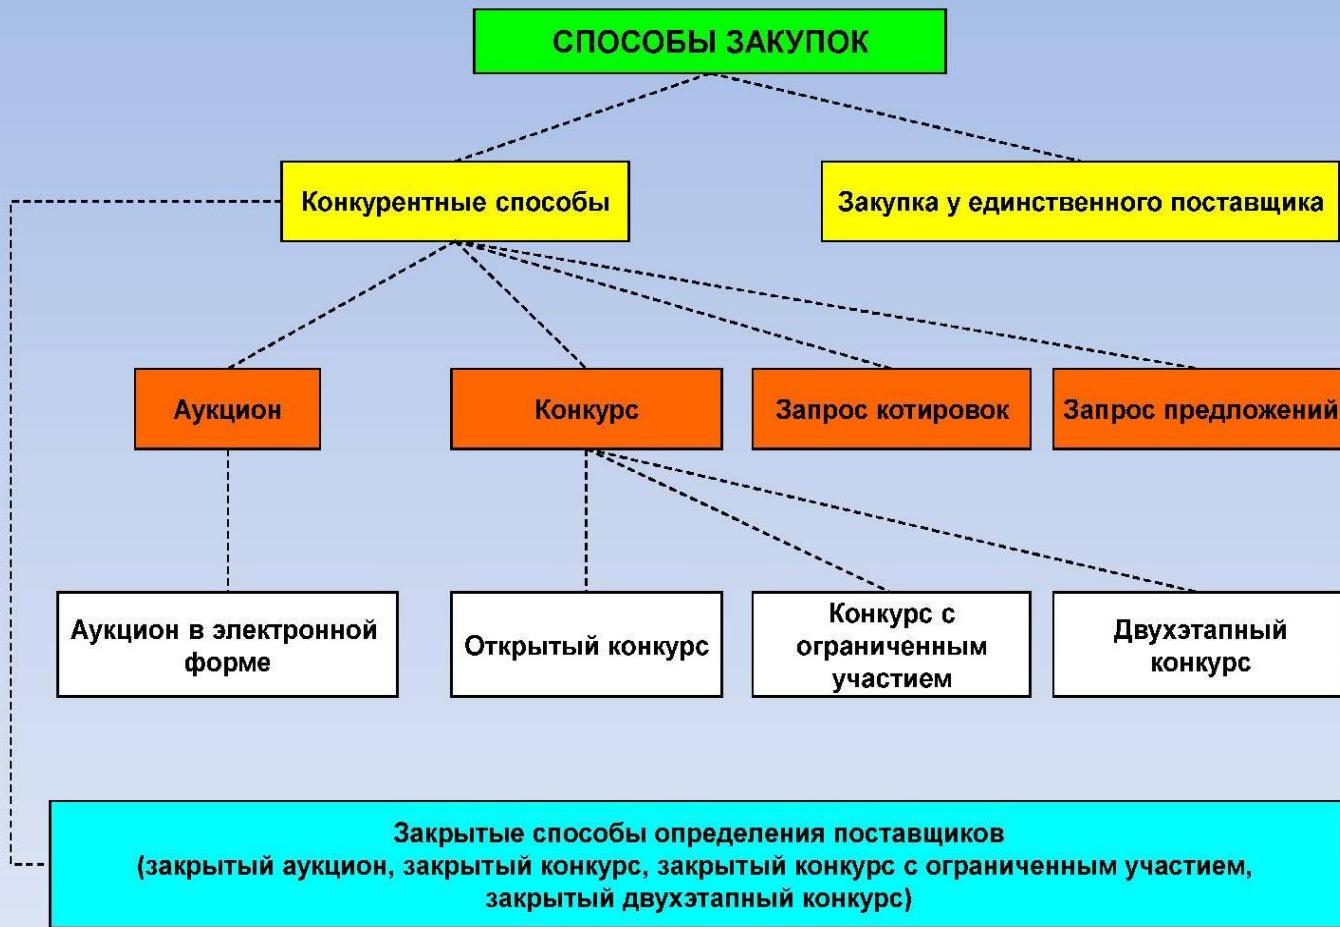 СПОСОБЫ ЗАКУПОК
Конкурентные способы
Закупка у единственного поставщика
Аукцион
Конкурс
Запрос котировок
Запрос предложений
Аукцион в электронной
форме
Открытый конкурс
Конкурс с
ограниченным
участием
Двухэтапный
конкурс
Закрытые способы определения поставщиков
(закрытый аукцион, закрытый конкурс, закрытый конкурс с ограниченным участием,
закрытый двухэтапный конкурс)